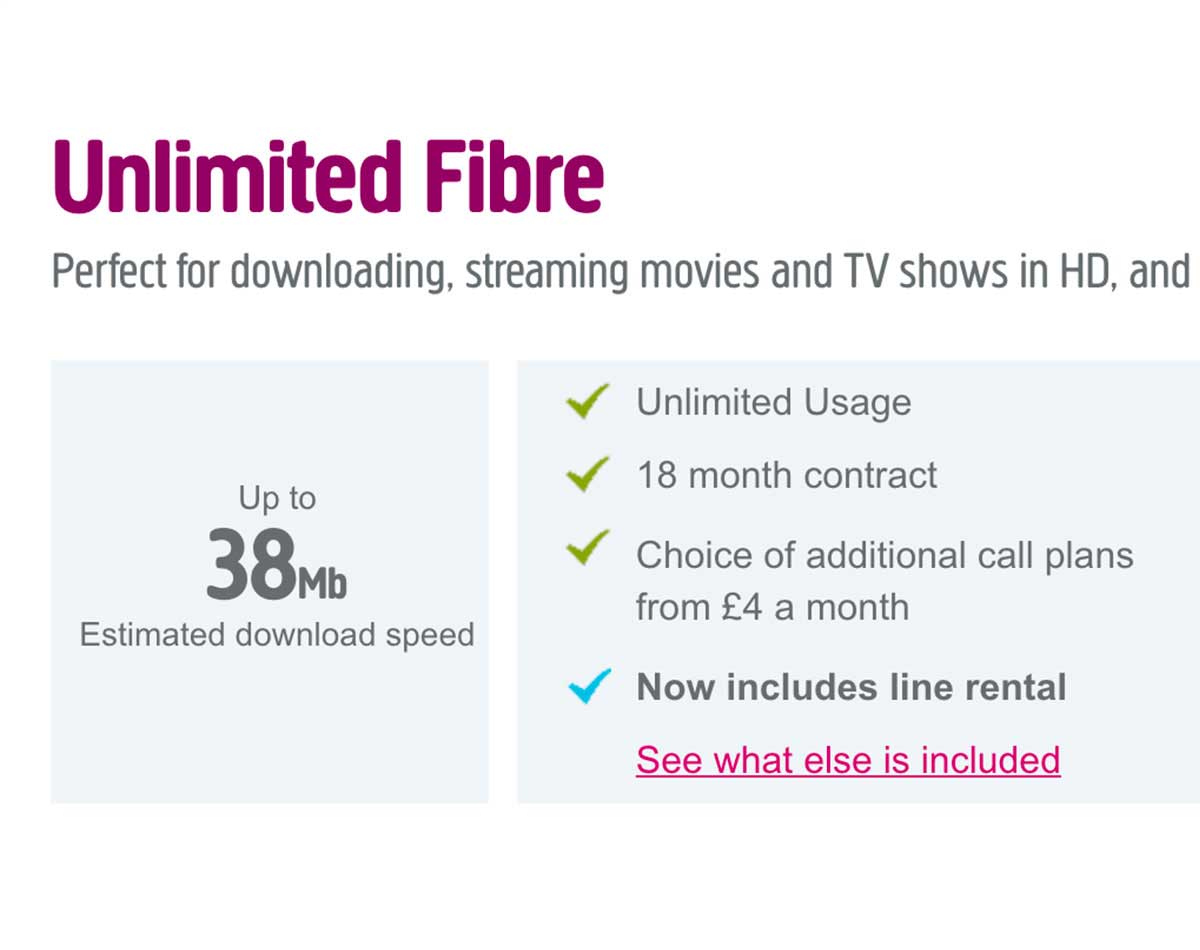 Unlimited Fibre
Perfect for downloading, streaming movies and TV shows in HD, and
Up to
38Mb
Estimated download speed
Unlimited Usage
18 month contract
Choice of additional call plans
from £4 a month
Now includes line rental
See what else is included